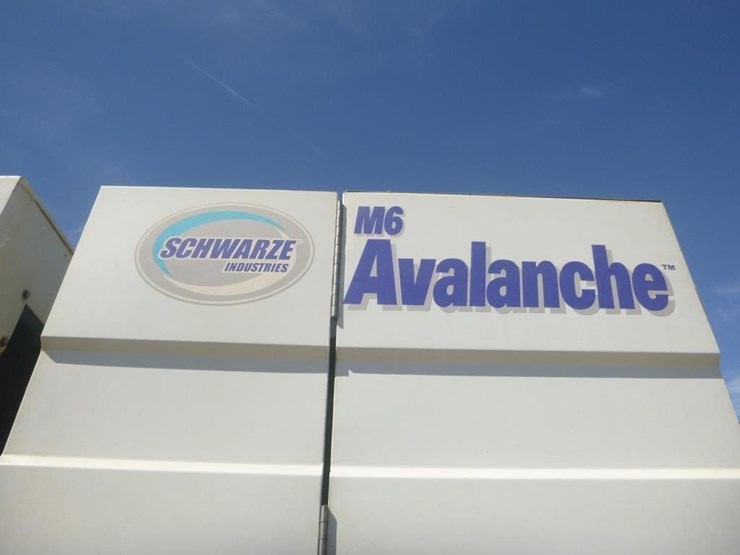 SCHWARZE
INDUSTRIES
M6
Avalanche™